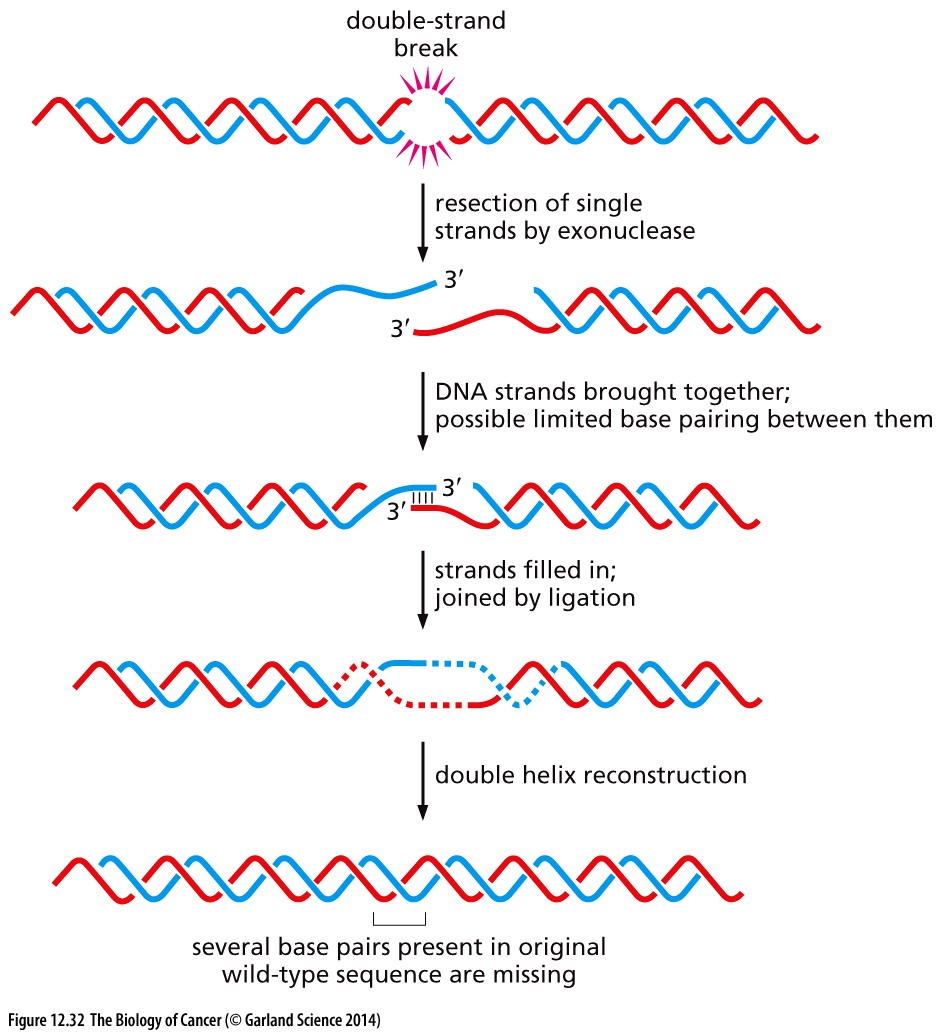 double-strand
break
resection of single
strands by exonuclease
3′
3′
DNA strands brought together;
possible limited base pairing between them
3′
3′
strands filled in;
joined by ligation
double helix reconstruction
several base pairs present in original
wild-type sequence are missing
Figure 12.32 The Biology of Cancer (© Garland Science 2014)